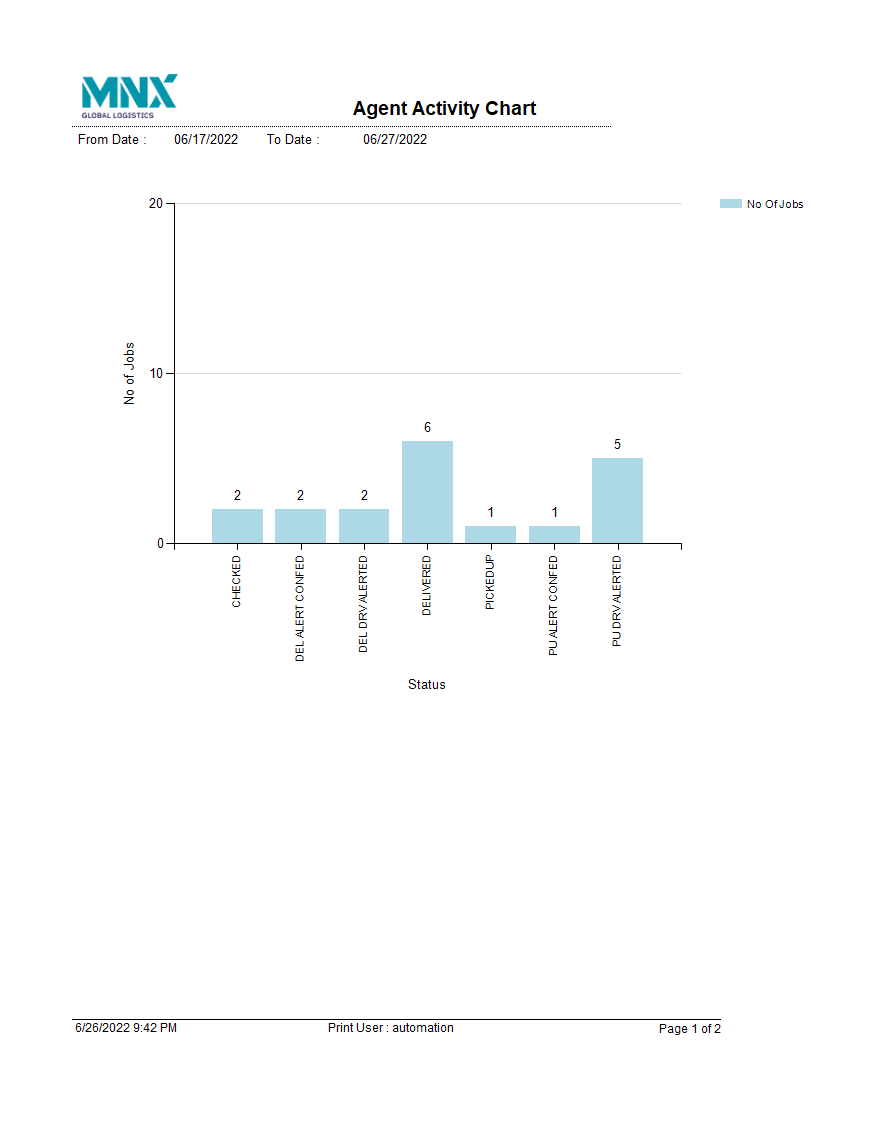 MNX
GLOBAL LOGISTICS
Agent Activity Chart
From Date : 06/17/2022 To Date : 06/27/2022
20
No Of Jobs
No of Jobs
10
6
5
2
2
2
1
1
0
CHECKED
DEL ALERT CONFED
DEL DRV ALERTED
DELIVERED
PICKEDUP
PU ALERT CONFED
PU DRV ALERTED
Status
6/26/2022 9:42 PM Print User : automation Page 1 of 2